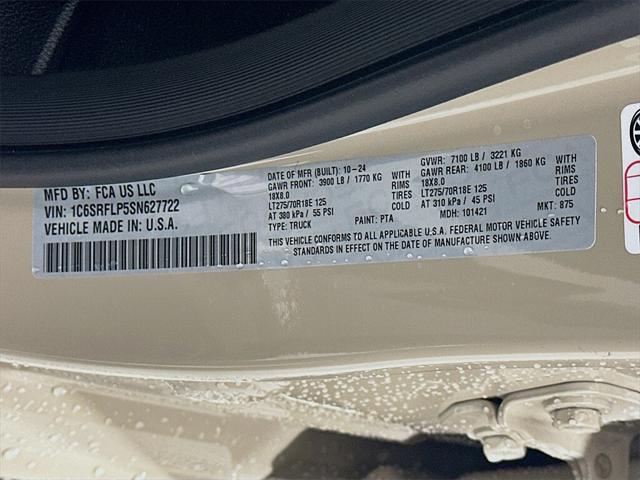 MFD BY: FCA US LLC
VIN: 1C6SRFLP5SN627722
VEHICLE MADE IN: U.S.A.
DATE OF MFR (BUILT): 10-24
GAWR FRONT: 3900 LB / 1770 KG WITH
18X8.0 RIMS
LT275/70R18E 125
AT 380 kPa / 55 PSI COLD
TYPE: TRUCK PAINT: PTA
GVWR: 7100 LB / 3221 KG
GAWR REAR: 4100 LB / 1860 KG WITH
18X8.0 RIMS
LT275/70R18E 125
AT 310 kPa / 45 PSI COLD
MDH: 101421 MKT: 875
THIS VEHICLE CONFORMS TO ALL APPLICABLE U.S.A. FEDERAL MOTOR VEHICLE SAFETY
STANDARDS IN EFFECT ON THE DATE OF MANUFACTURE SHOWN ABOVE.